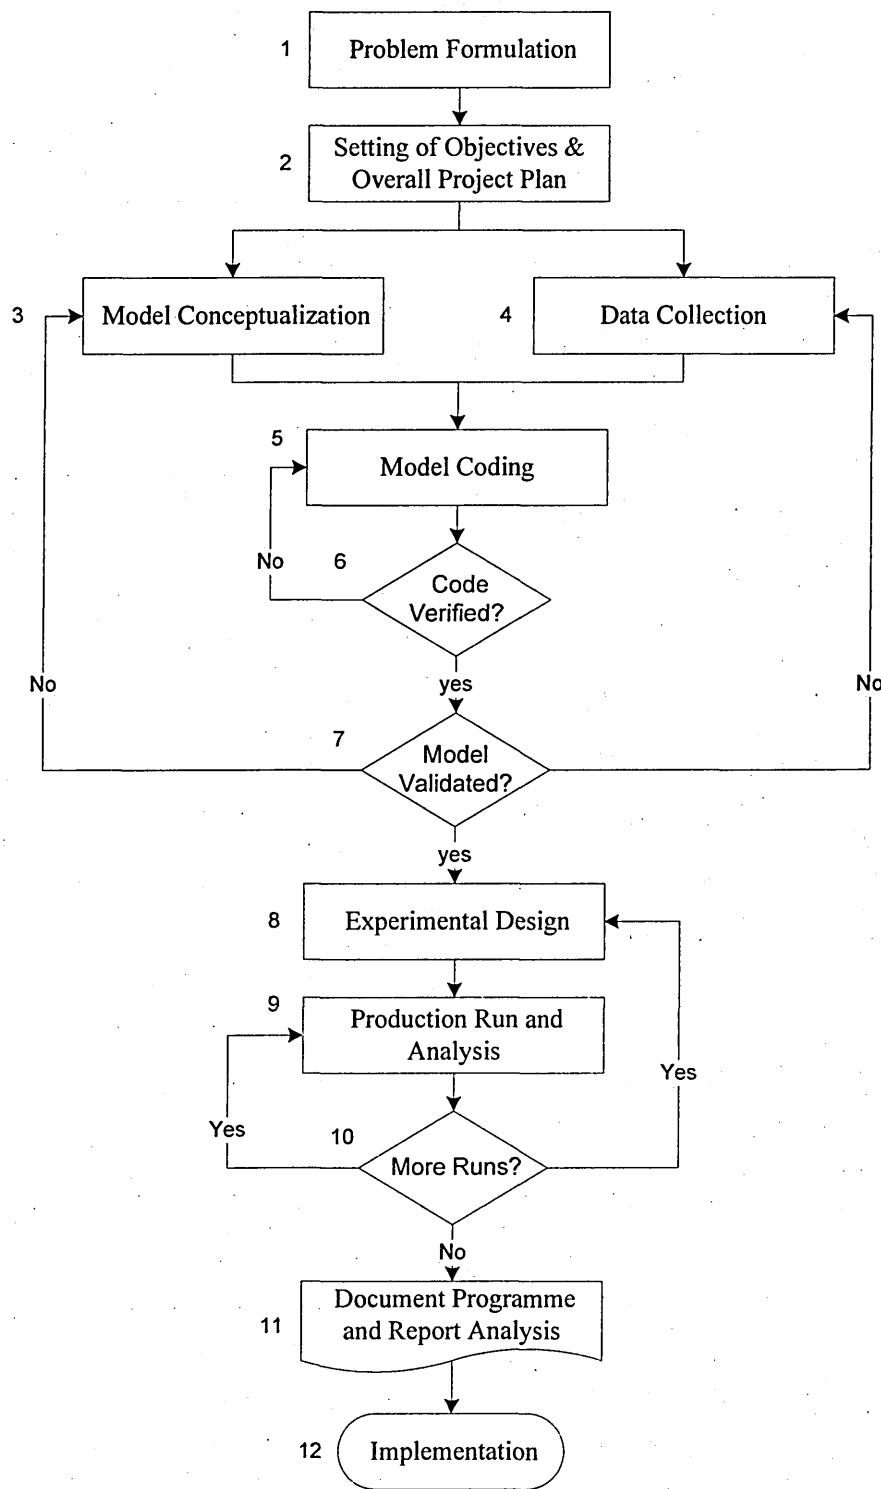 1
Problem Formulation
2
Setting of Objectives &
Overall Project Plan
3
Model Conceptualization
4
Data Collection
5
Model Coding
No
6
Code
Verified?
yes
No
No
7
Model
Validated?
yes
8
Experimental Design
9
Production Run and
Analysis
Yes
Yes
10
More Runs?
No
11
Document Programme
and Report Analysis
12
Implementation